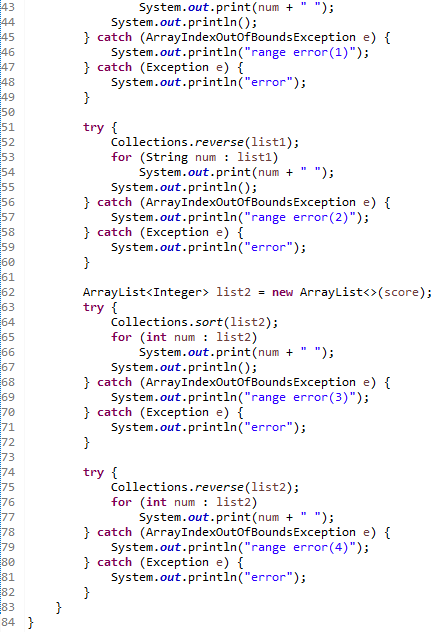 43                 System.out.print(num + " ");
44             System.out.println();
45         } catch (ArrayIndexOutOfBoundsException e) {
46             System.out.println("range error(1)");
47         } catch (Exception e) {
48             System.out.println("error");
49         }
50
51         try {
52             Collections.reverse(list1);
53             for (String num : list1)
54                 System.out.print(num + " ");
55             System.out.println();
56         } catch (ArrayIndexOutOfBoundsException e) {
57             System.out.println("range error(2)");
58         } catch (Exception e) {
59             System.out.println("error");
60         }
61
62         ArrayList<Integer> list2 = new ArrayList<>(score);
63         try {
64             Collections.sort(list2);
65             for (int num : list2)
66                 System.out.print(num + " ");
67             System.out.println();
68         } catch (ArrayIndexOutOfBoundsException e) {
69             System.out.println("range error(3)");
70         } catch (Exception e) {
71             System.out.println("error");
72         }
73
74         try {
75             Collections.reverse(list2);
76             for (int num : list2)
77                 System.out.print(num + " ");
78         } catch (ArrayIndexOutOfBoundsException e) {
79             System.out.println("range error(4)");
80         } catch (Exception e) {
81             System.out.println("error");
82         }
83     }
84 }